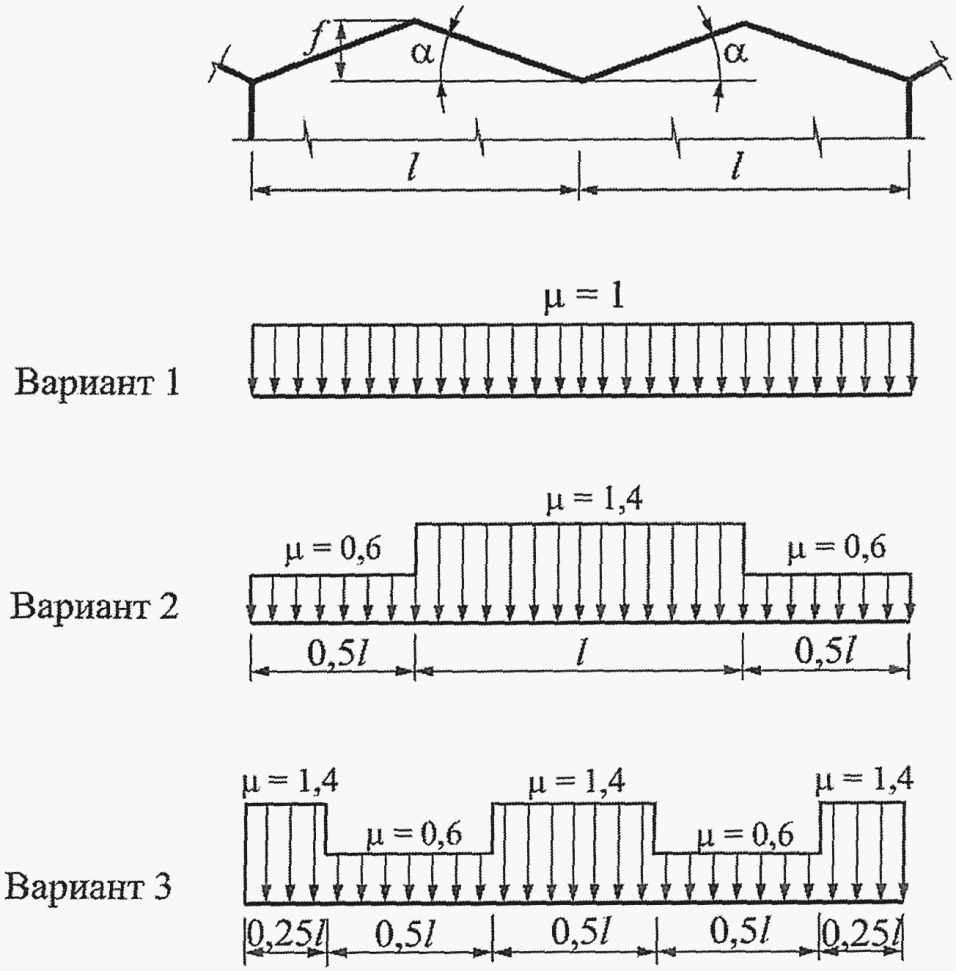 f
α α
l l
μ = 1
Вариант 1
μ = 1,4
μ = 0,6 μ = 0,6
Вариант 2
0,5l l 0,5l
μ = 1,4 μ = 1,4 μ = 1,4
μ = 0,6 μ = 0,6
Вариант 3
0,25l 0,5l 0,5l 0,5l 0,25l